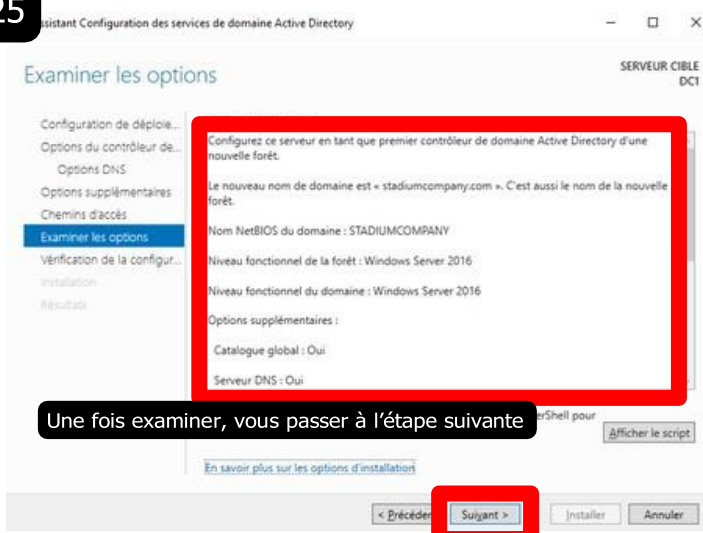 25
ssistant Configuration des services de domaine Active Directory
Examiner les options
SERVEUR CIBLE
DC1
Configuration de déploie...
Options du contrôleur de...
Options DNS
Options supplémentaires
Chemins d'accès
Examiner les options
Vérification de la configur...
Installation
Résultats
Configurez ce serveur en tant que premier contrôleur de domaine Active Directory d'une
nouvelle forêt.
Le nouveau nom de domaine est « stadiumcompany.com ». C'est aussi le nom de la nouvelle
forêt.
Nom NetBIOS du domaine : STADIUMCOMPANY
Niveau fonctionnel de la forêt : Windows Server 2016
Niveau fonctionnel du domaine : Windows Server 2016
Options supplémentaires :
Catalogue global : Oui
Serveur DNS : Oui
Une fois examiner, vous passer à l'étape suivante
erShell pour
Afficher le script
En savoir plus sur les options d'installation
< Précéden
Suivant >
Installer
Annuler